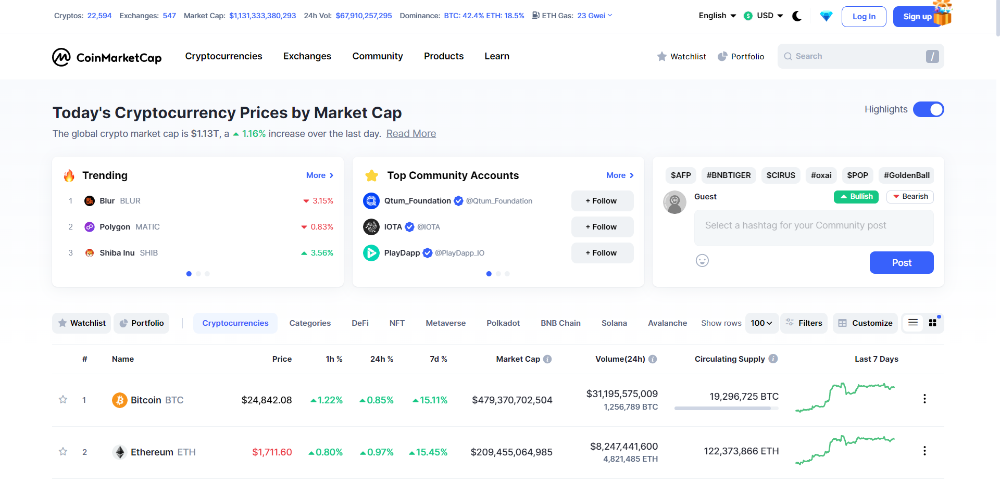 Cryptos: 22,594 Exchanges: 547 Market Cap: $1,131,333,380,293 24h Vol: $67,910,257,295 Dominance: BTC: 42.4% ETH: 18.5% ETH Gas: 23 Gwei English $ USD Log In Sign up
CoinMarketCap Cryptocurrencies Exchanges Community Products Learn Watchlist Portfolio Search /
Today's Cryptocurrency Prices by Market Cap Highlights
The global crypto market cap is $1.13T, a 1.16% increase over the last day. Read More
Trending More
1 Blur BLUR 3.15%
2 Polygon MATIC 0.83%
3 Shiba Inu SHIB 3.56%
Top Community Accounts More
Qtum_Foundation @Qtum_Foundation + Follow
IOTA @IOTA + Follow
PlayDapp @PlayDapp_IO + Follow
$AFP #BNBTIGER $CIRUS #oxai $POP #GoldenBall
Guest Bullish Bearish
Select a hashtag for your Community post
Post
Watchlist Portfolio Cryptocurrencies Categories DeFi NFT Metaverse Polkadot BNB Chain Solana Avalanche Show rows 100 Filters Customize
# Name Price 1h % 24h % 7d % Market Cap i Volume(24h) i Circulating Supply i Last 7 Days
1 Bitcoin BTC $24,842.08 1.22% 0.85% 15.11% $479,370,702,504 $31,195,575,009 19,296,725 BTC
1,256,789 BTC
2 Ethereum ETH $1,711.60 0.80% 0.97% 15.45% $209,455,064,985 $8,247,441,600 122,373,866 ETH
4,821,485 ETH